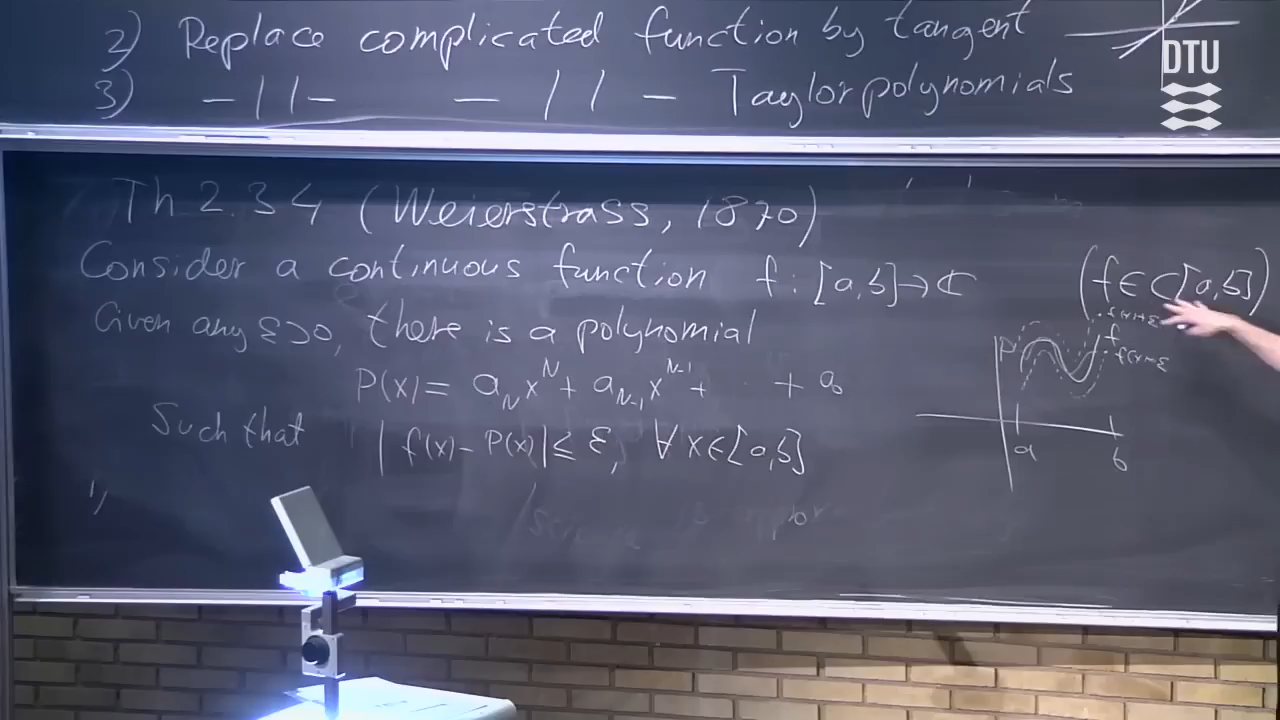 2) Replace complicated function by tangent
3) -||- -||- Taylorpolynomials
DTU
Th 2.34 (Weierstrass, 1870)
Consider a continuous function f: [a,b]→ℂ (f∈C[a,b])
Given any ε>0, there is a polynomial
P(x) = a_N x^N + a_{N-1} x^{N-1} + · · + a_0
Such that |f(x)-P(x)| ≤ ε, ∀x∈[a,b]
f(x)+ε
P f
f(x)-ε
a b